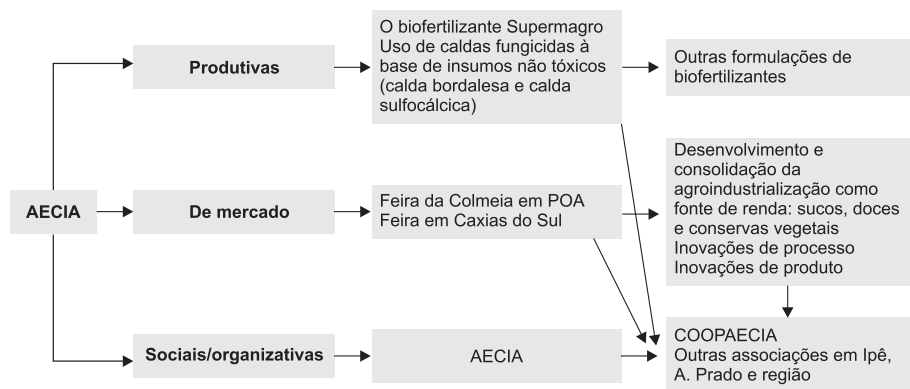 AECIA
Produtivas
O biofertilizante Supermagro
Uso de caldas fungicidas à
base de insumos não tóxicos
(calda bordalesa e calda
sulfocálcica)
Outras formulações de
biofertilizantes
De mercado
Feira da Colmeia em POA
Feira em Caxias do Sul
Desenvolvimento e
consolidação da
agroindustrialização como
fonte de renda: sucos, doces
e conservas vegetais
Inovações de processo
Inovações de produto
Sociais/organizativas
AECIA
COOPAECIA
Outras associações em Ipê,
A. Prado e região